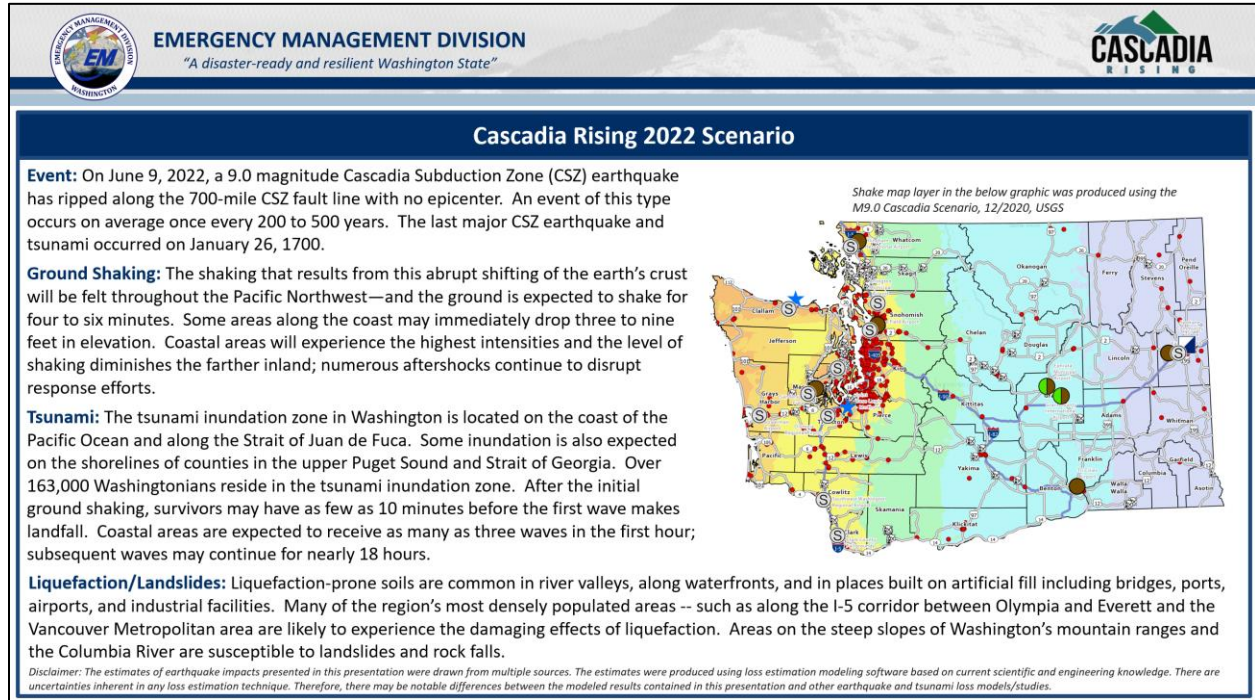 EMERGENCY MANAGEMENT DIVISION
"A disaster-ready and resilient Washington State"
EMERGENCY MANAGEMENT DIVISION
EM
WASHINGTON
CASCADIA
RISING
Cascadia Rising 2022 Scenario
Event: On June 9, 2022, a 9.0 magnitude Cascadia Subduction Zone (CSZ) earthquake
has ripped along the 700-mile CSZ fault line with no epicenter. An event of this type
occurs on average once every 200 to 500 years. The last major CSZ earthquake and
tsunami occurred on January 26, 1700.
Ground Shaking: The shaking that results from this abrupt shifting of the earth's crust
will be felt throughout the Pacific Northwest—and the ground is expected to shake for
four to six minutes. Some areas along the coast may immediately drop three to nine
feet in elevation. Coastal areas will experience the highest intensities and the level of
shaking diminishes the farther inland; numerous aftershocks continue to disrupt
response efforts.
Tsunami: The tsunami inundation zone in Washington is located on the coast of the
Pacific Ocean and along the Strait of Juan de Fuca. Some inundation is also expected
on the shorelines of counties in the upper Puget Sound and Strait of Georgia. Over
163,000 Washingtonians reside in the tsunami inundation zone. After the initial
ground shaking, survivors may have as few as 10 minutes before the first wave makes
landfall. Coastal areas are expected to receive as many as three waves in the first hour;
subsequent waves may continue for nearly 18 hours.
Shake map layer in the below graphic was produced using the
M9.0 Cascadia Scenario, 12/2020, USGS
Whatcom
Okanogan
Ferry
Stevens
Pend
Oreille
Skagit
Clallam
Snohomish
Chelan
Jefferson
Douglas
Lincoln
King
Grays
Harbor
Kittitas
Adams
Whitman
Pierce
Pacific
Lewis
Yakima
Franklin
Garfield
Columbia
Benton
Walla
Walla
Asotin
Cowlitz
Skamania
Klickitat
Clark
Liquefaction/Landslides: Liquefaction-prone soils are common in river valleys, along waterfronts, and in places built on artificial fill including bridges, ports,
airports, and industrial facilities. Many of the region's most densely populated areas -- such as along the I-5 corridor between Olympia and Everett and the
Vancouver Metropolitan area are likely to experience the damaging effects of liquefaction. Areas on the steep slopes of Washington's mountain ranges and
the Columbia River are susceptible to landslides and rock falls.
Disclaimer: The estimates of earthquake impacts presented in this presentation were drawn from multiple sources. The estimates were produced using loss estimation modeling software based on current scientific and engineering knowledge. There are
uncertainties inherent in any loss estimation technique. Therefore, there may be notable differences between the modeled results contained in this presentation and other earthquake and tsunami loss models/studies.